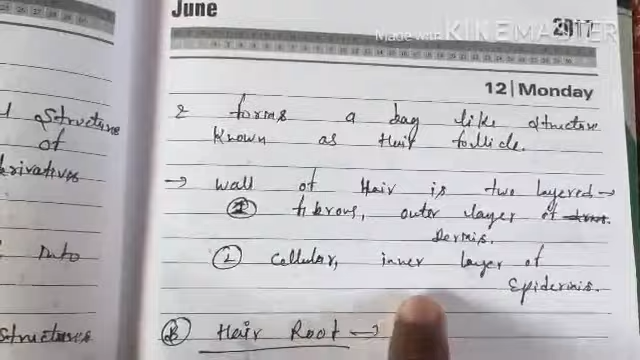 June
2017
Made with KINEMASTER
12 | Monday
Structure
of
& forms a bag like structure
Known as Hair follicle.
→ Wall of Hair is two layered →
① fibrous, outer layer of
Dermis.
into
② Cellular, inner layer of
Epidermis.
Structures
Ⓑ Hair Root →